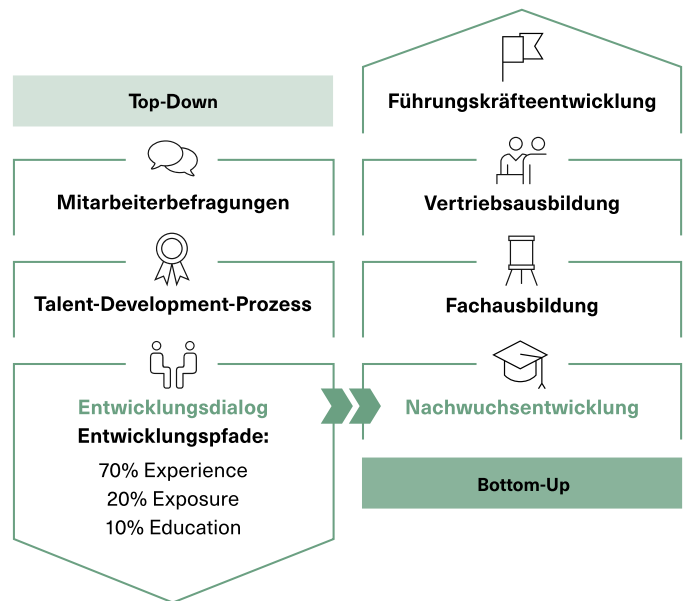 Top-Down
Mitarbeiterbefragungen
Talent-Development-Prozess
Entwicklungsdialog
Entwicklungspfade:
70% Experience
20% Exposure
10% Education
Führungskräfteentwicklung
Vertriebsausbildung
Fachausbildung
Nachwuchsentwicklung
Bottom-Up